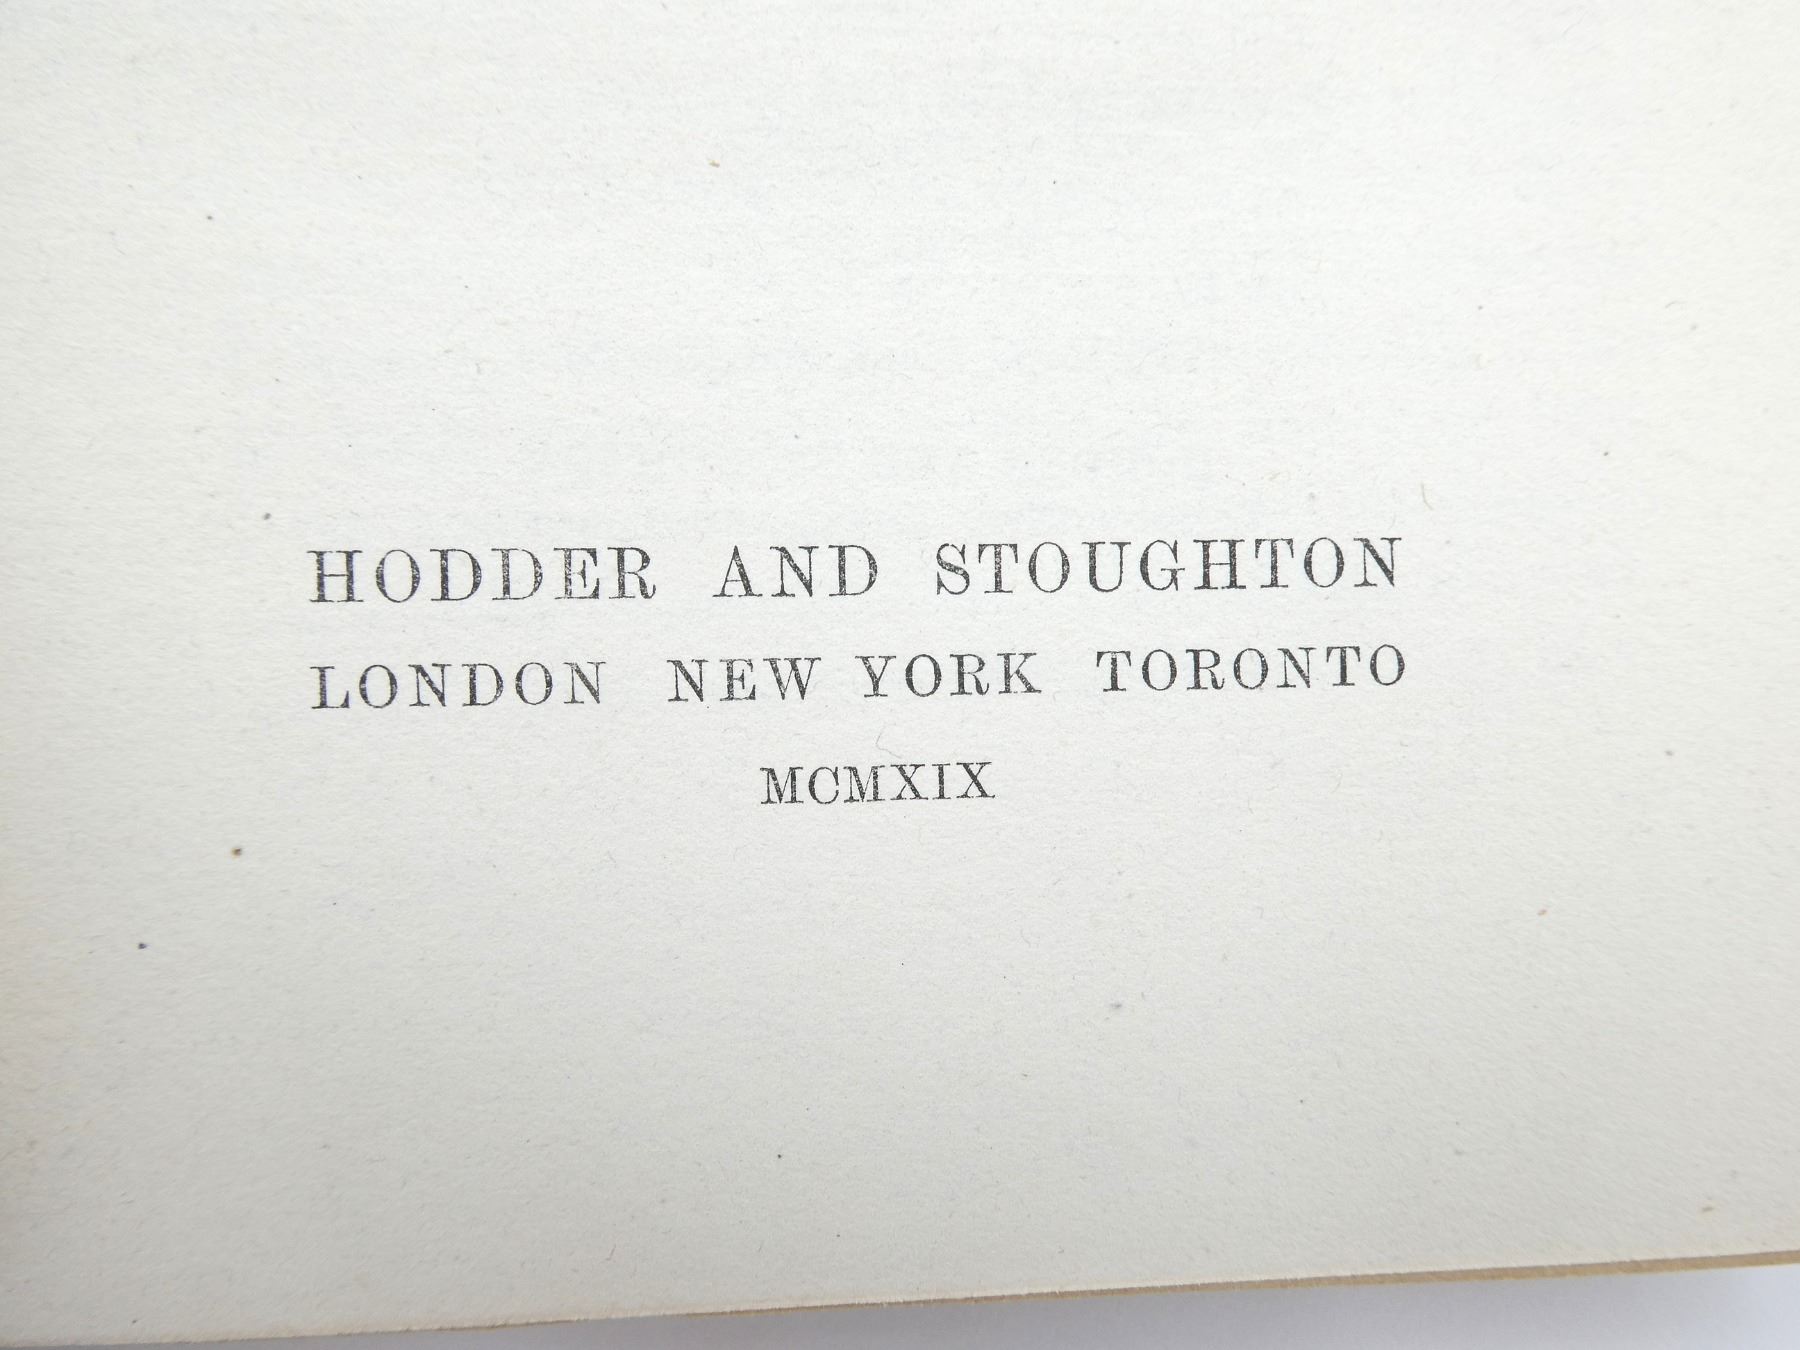 HODDER AND STOUGHTON
LONDON NEW YORK TORONTO
MCMXIX